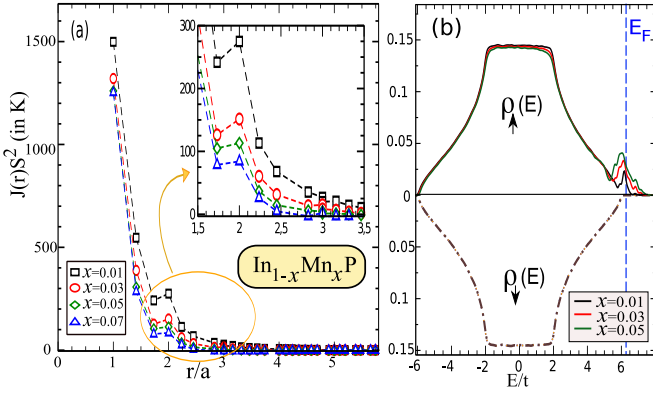 (a)
J(r)S² (in K)
1500
1000
500
0
0 1 2 3 4 5
r/a
300
200
100
0
1,5 2 2,5 3 3,5
x=0.01
x=0.03
x=0.05
x=0.07
In₁₋ₓMnₓP
(b)
E_F
0.15
0.1
0.05
0
0.05
0.1
0.15
ρ↑(E)
ρ↓(E)
x=0.01
x=0.03
x=0.05
-6 -4 -2 0 2 4 6 8
E/t